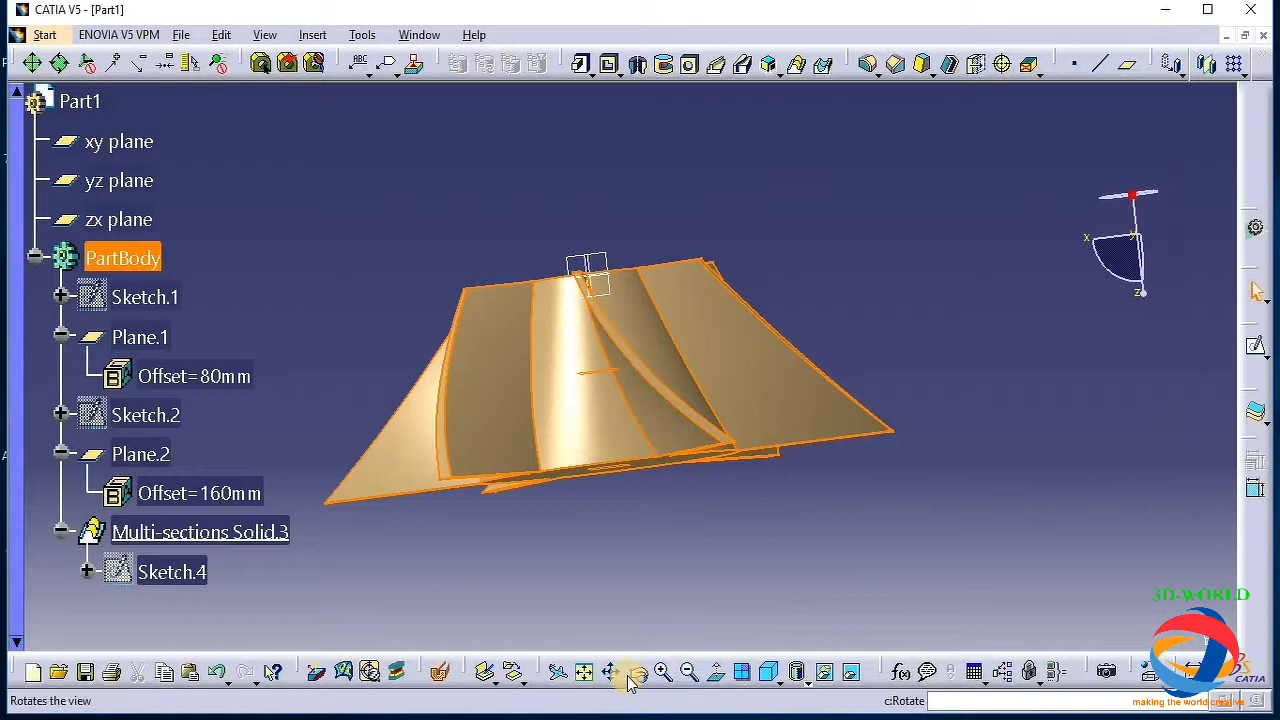 CATIA V5 - [Part1]
Start ENOVIA V5 VPM File Edit View Insert Tools Window Help
ABC
Part1
xy plane
yz plane
zx plane
PartBody
Sketch.1
Plane.1
Offset=80mm
Sketch.2
Plane.2
Offset=160mm
Multi-sections Solid.3
Sketch.4
x
y
z
3D-WORLD
f(x)
CATIA
making the world creative
Rotates the view
c:Rotate